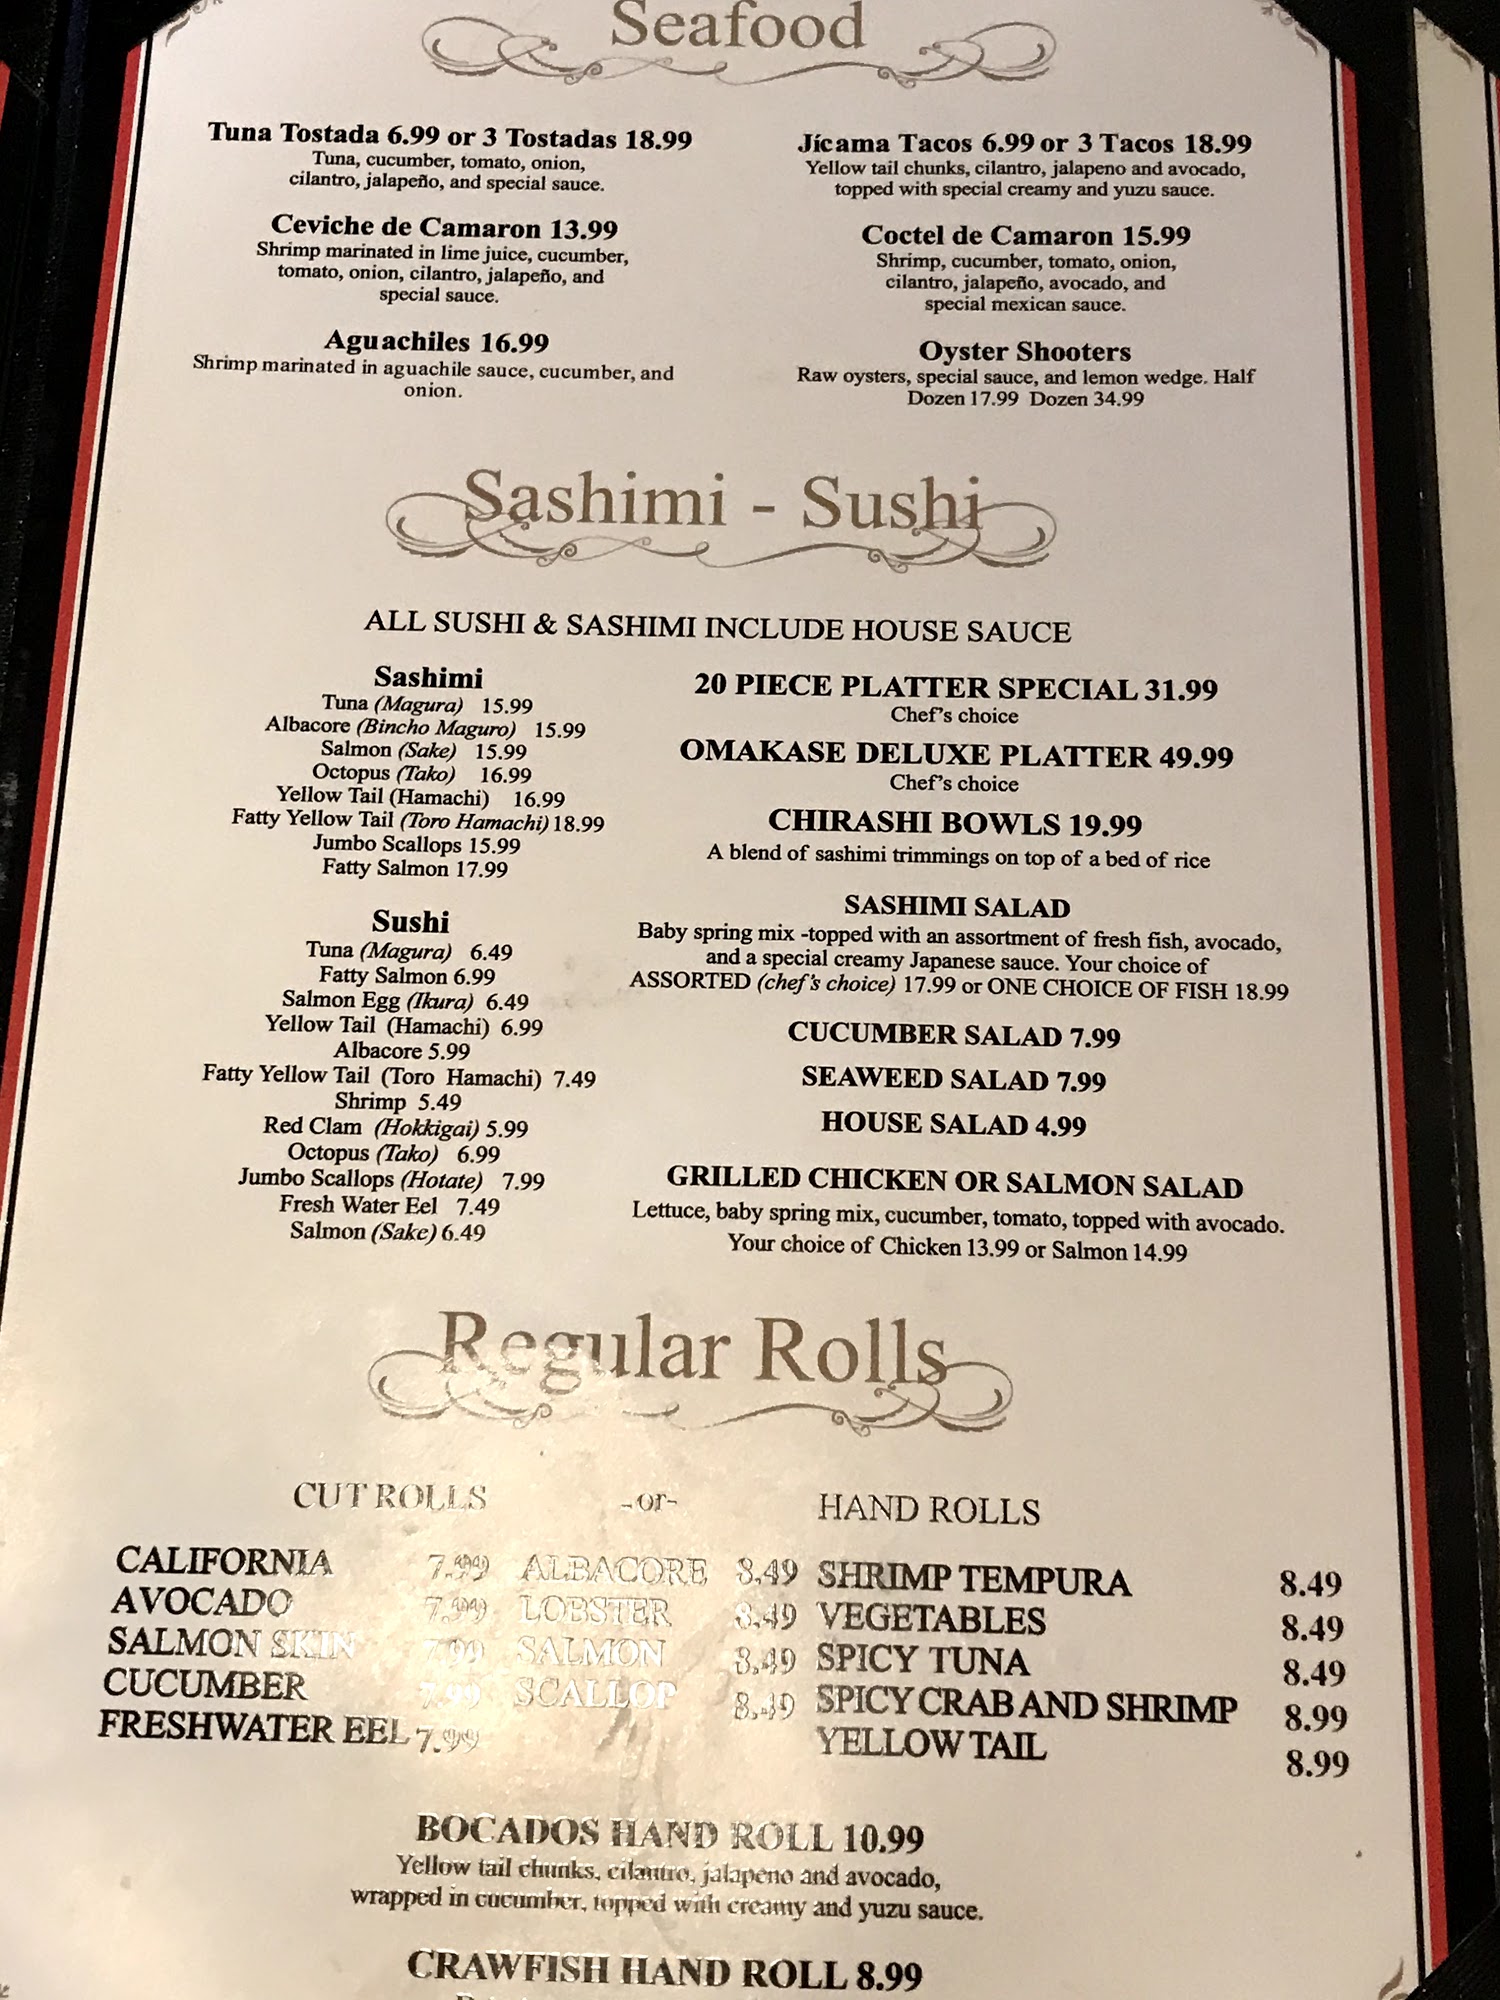 Seafood
Tuna Tostada 6.99 or 3 Tostadas 18.99
Tuna, cucumber, tomato, onion,
cilantro, jalapeño, and special sauce.
Ceviche de Camaron 13.99
Shrimp marinated in lime juice, cucumber,
tomato, onion, cilantro, jalapeño, and
special sauce.
Aguachiles 16.99
Shrimp marinated in aguachile sauce, cucumber, and
onion.
Jícama Tacos 6.99 or 3 Tacos 18.99
Yellow tail chunks, cilantro, jalapeno and avocado,
topped with special creamy and yuzu sauce.
Coctel de Camaron 15.99
Shrimp, cucumber, tomato, onion,
cilantro, jalapeño, avocado, and
special mexican sauce.
Oyster Shooters
Raw oysters, special sauce, and lemon wedge. Half
Dozen 17.99 Dozen 34.99
Sashimi - Sushi
ALL SUSHI & SASHIMI INCLUDE HOUSE SAUCE
Sashimi
Tuna (Magura) 15.99
Albacore (Bincho Maguro) 15.99
Salmon (Sake) 15.99
Octopus (Tako) 16.99
Yellow Tail (Hamachi) 16.99
Fatty Yellow Tail (Toro Hamachi) 18.99
Jumbo Scallops 15.99
Fatty Salmon 17.99
Sushi
Tuna (Magura) 6.49
Fatty Salmon 6.99
Salmon Egg (Ikura) 6.49
Yellow Tail (Hamachi) 6.99
Albacore 5.99
Fatty Yellow Tail (Toro Hamachi) 7.49
Shrimp 5.49
Red Clam (Hokkigai) 5.99
Octopus (Tako) 6.99
Jumbo Scallops (Hotate) 7.99
Fresh Water Eel 7.49
Salmon (Sake) 6.49
20 PIECE PLATTER SPECIAL 31.99
Chef's choice
OMAKASE DELUXE PLATTER 49.99
Chef's choice
CHIRASHI BOWLS 19.99
A blend of sashimi trimmings on top of a bed of rice
SASHIMI SALAD
Baby spring mix -topped with an assortment of fresh fish, avocado,
and a special creamy Japanese sauce. Your choice of
ASSORTED (chef's choice) 17.99 or ONE CHOICE OF FISH 18.99
CUCUMBER SALAD 7.99
SEAWEED SALAD 7.99
HOUSE SALAD 4.99
GRILLED CHICKEN OR SALMON SALAD
Lettuce, baby spring mix, cucumber, tomato, topped with avocado.
Your choice of Chicken 13.99 or Salmon 14.99
Regular Rolls
CUT ROLLS -or- HAND ROLLS
CALIFORNIA 7.99 ALBACORE 8.49 SHRIMP TEMPURA 8.49
AVOCADO 7.99 LOBSTER 8.49 VEGETABLES 8.49
SALMON SKIN 7.99 SALMON 8.49 SPICY TUNA 8.49
CUCUMBER 7.99 SCALLOP 8.49 SPICY CRAB AND SHRIMP 8.99
FRESHWATER EEL 7.99 YELLOW TAIL 8.99
BOCADOS HAND ROLL 10.99
Yellow tail chunks, cilantro, jalapeno and avocado,
wrapped in cucumber, topped with creamy and yuzu sauce.
CRAWFISH HAND ROLL 8.99